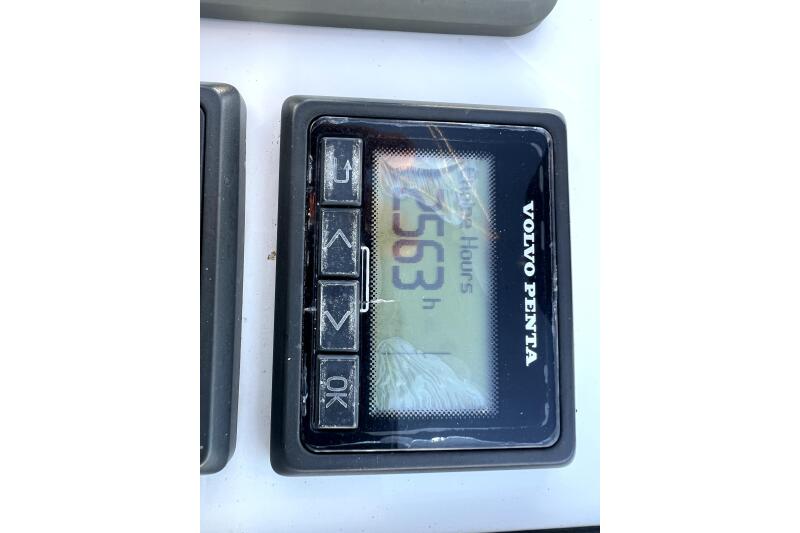 VOLVO PENTA
Engine Hours
2563 h
OK